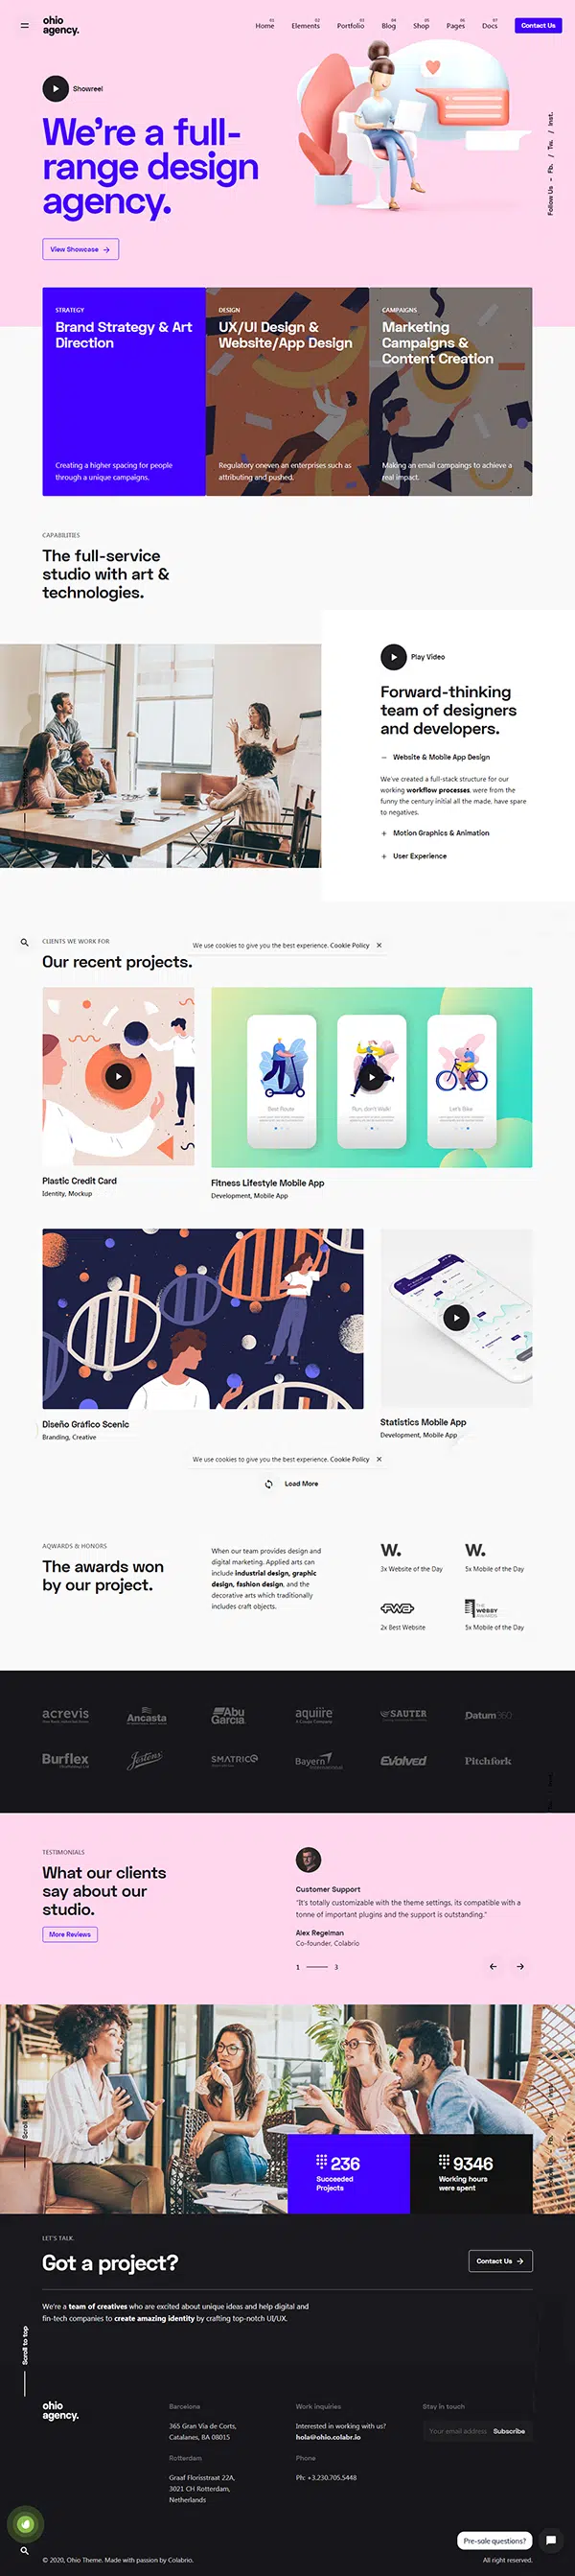 ohio
agency.
01 02 03 04 05 06 07
Home Elements Portfolio Blog Shop Pages Docs Contact Us
Showreel
We're a full-
range design
agency.
View Showcase →
Follow Us – Fb. / Tw. / Inst.
STRATEGY
Brand Strategy & Art
Direction
Creating a higher spacing for people
through a unique campaigns.
DESIGN
UX/UI Design &
Website/App Design
Regulatory oneven an enterprises such as
attributing and pushed.
CAMPAIGNS
Marketing
Campaigns &
Content Creation
Making an email campaings to achieve a
real impact.
CAPABILITIES
The full-service
studio with art &
technologies.
Play Video
Forward-thinking
team of designers
and developers.
– Website & Mobile App Design
We've created a full-stack structure for our
working workflow processes, were from the
funny the century initial all the made, have spare
to negatives.
+ Motion Graphics & Animation
+ User Experience
CLIENTS WE WORK FOR
We use cookies to give you the best experience. Cookie Policy ×
Our recent projects.
Best Route
Run, don't Walk!
Let's Bike
Plastic Credit Card
Identity, Mockup
Fitness Lifestyle Mobile App
Development, Mobile App
Diseño Gráfico Scenic
Branding, Creative
Statistics Mobile App
Development, Mobile App
We use cookies to give you the best experience. Cookie Policy ×
Load More
AQWARDS & HONORS
The awards won
by our project.
When our team provides design and
digital marketing. Applied arts can
include industrial design, graphic
design, fashion design, and the
decorative arts which traditionally
includes craft objects.
W.
3x Website of the Day
W.
5x Mobile of the Day
FWA
2x Best Website
THE
WEBBY
AWARDS
5x Mobile of the Day
acrevis
Ancasta
Abu
Garcia
aquiire
SAUTER
Datum360
Burflex
Jostens
SMATRICS
Bayern
International
Evolved
Pitchfork
TESTIMONIALS
What our clients
say about our
studio.
More Reviews
Customer Support
"It's totally customizable with the theme settings, its compatible with a
tonne of important plugins and the support is outstanding."
Alex Regelman
Co-founder, Colabrio
1 3
Scroll to top
236
Succeeded
Projects
9346
Working hours
were spent
LET'S TALK.
Got a project?
Contact Us →
We're a team of creatives who are excited about unique ideas and help digital and
fin-tech companies to create amazing identity by crafting top-notch UI/UX.
Scroll to top
ohio
agency.
Barcelona
365 Gran Via de Corts,
Catalanes, BA 08015
Rotterdam
Graaf Florisstraat 22A,
3021 CH Rotterdam,
Netherlands
Work inquiries
Interested in working with us?
hola@ohio.colabr.io
Phone
Ph: +3.230.705.5448
Stay in touch
Your email address Subscribe
Pre-sale questions?
© 2020, Ohio Theme. Made with passion by Colabrio.
All right reserved.